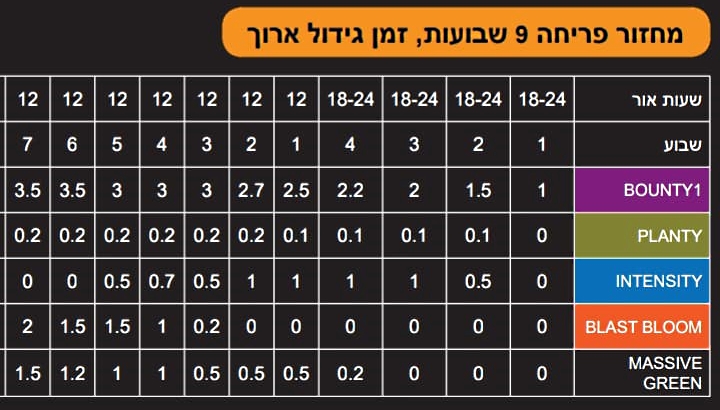 מחזור פריחה 9 שבועות, זמן גידול ארוך
שעות אור 18-24 18-24 18-24 18-24 12 12 12 12 12 12 12
שבוע 1 2 3 4 1 2 3 4 5 6 7
BOUNTY1 1 1.5 2 2.2 2.5 2.7 3 3 3 3.5 3.5
PLANTY 0 0.1 0.1 0.1 0.1 0.2 0.2 0.2 0.2 0.2 0.2
INTENSITY 0 0.5 1 1 1 1 0.5 0.7 0.5 0 0
BLAST BLOOM 0 0 0 0 0 0 0.2 1 1.5 1.5 2
MASSIVE
GREEN 0 0 0 0.2 0.5 0.5 0.5 1 1 1.2 1.5